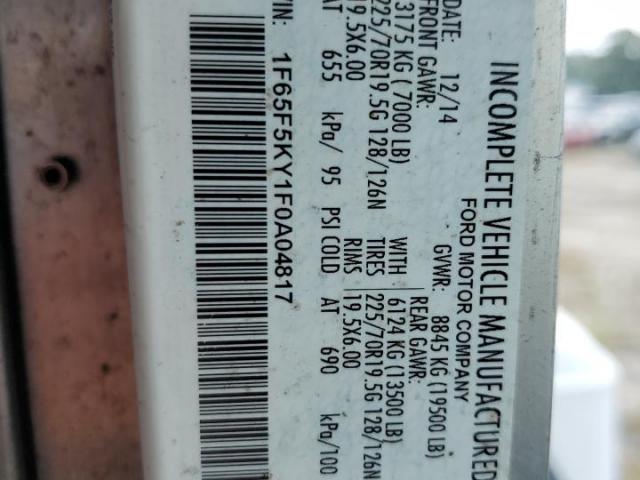 INCOMPLETE VEHICLE MANUFACTURED
FORD MOTOR COMPANY
DATE: 12/14 GVWR: 8845 KG (19500 LB)
FRONT GAWR: REAR GAWR:
3175 KG (7000 LB) WITH 6124 KG (13500 LB)
225/70R19.5G 128/126N TIRES 225/70R19.5G 128/126N
19.5X6.00 RIMS 19.5X6.00
AT 655 kPa/ 95 PSI COLD AT 690 kPa/100
VIN: 1F65F5KY1F0A04817